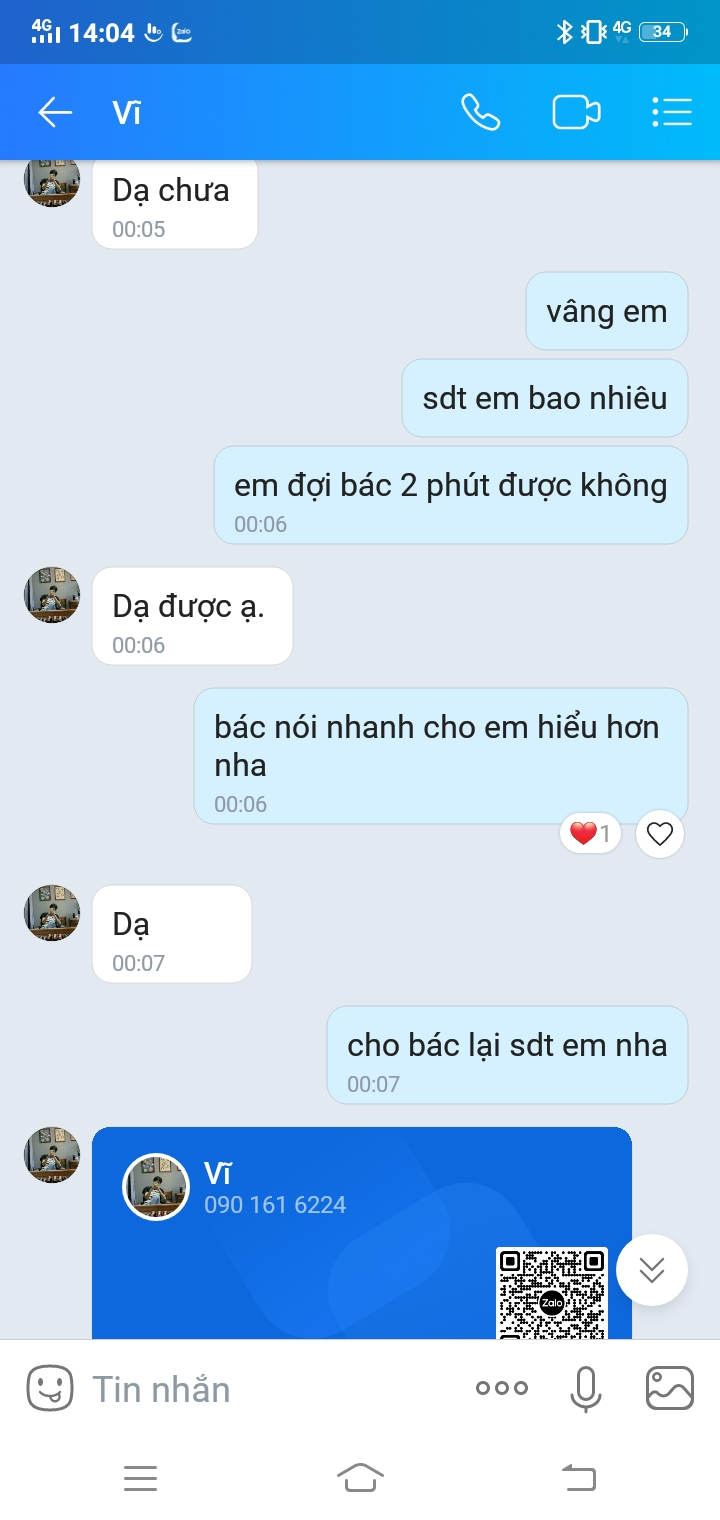 4G 14:04 Zalo 4G 34
Vĩ
Dạ chưa
00:05
vâng em
sdt em bao nhiêu
em đợi bác 2 phút được không
00:06
Dạ được ạ.
00:06
bác nói nhanh cho em hiểu hơn
nha
00:06
1
Dạ
00:07
cho bác lại sdt em nha
00:07
Vĩ
090 161 6224
Zalo
Tin nhắn